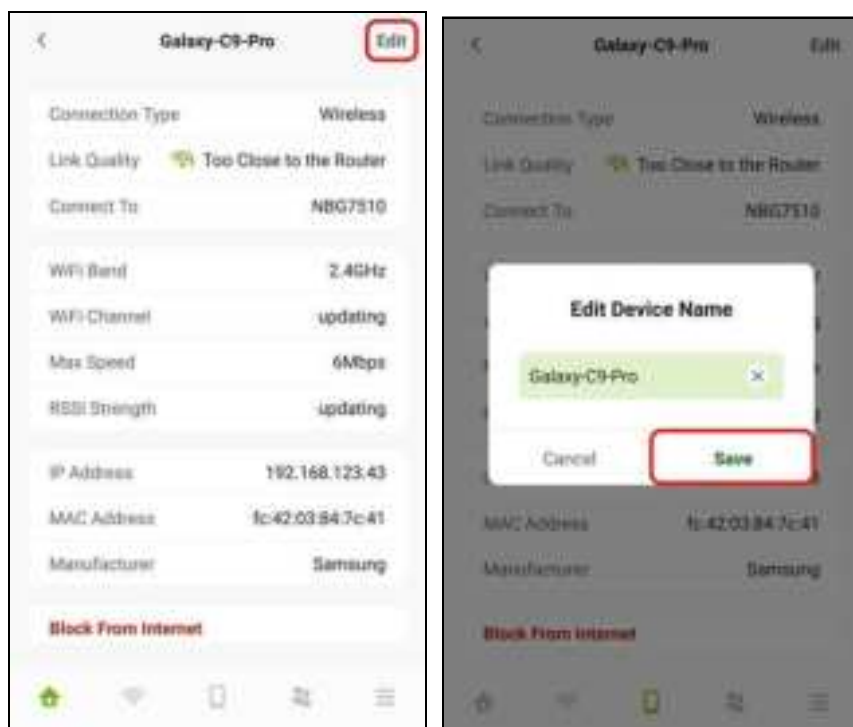 Galaxy-C9-Pro Edit
Connection Type Wireless
Link Quality Too Close to the Router
Connect To NBG7510
WiFi Band 2.4GHz
WiFi Channel updating
Max Speed 6Mbps
RSSI Strength updating
IP Address 192.168.123.43
MAC Address fc:42:03:84:7c:41
Manufacturer Samsung
Block From Internet
Galaxy-C9-Pro Edit
Connection Type Wireless
Link Quality Too Close to the Router
Connect To NBG7510
Edit Device Name
Galaxy-C9-Pro
Cancel Save
MAC Address fc:42:03:84:7c:41
Manufacturer Samsung
Block From Internet